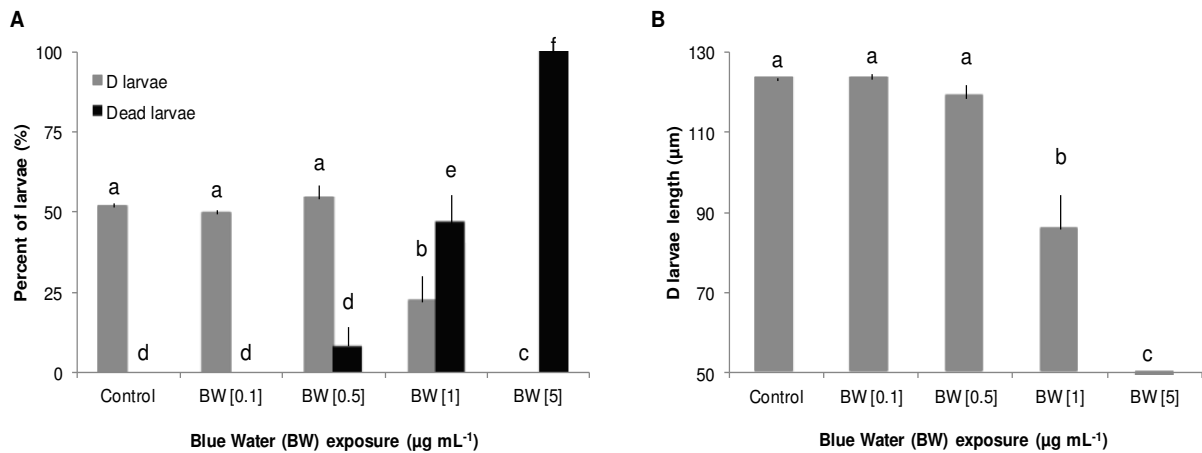 A
Percent of larvae (%)
100
75
50
25
0
D larvae
Dead larvae
a
d
a
d
a
d
b
e
c
f
Control
BW [0.1]
BW [0.5]
BW [1]
BW [5]
Blue Water (BW) exposure (µg mL⁻¹)
B
D larvae length (µm)
130
110
90
70
50
a
a
a
b
c
Control
BW [0.1]
BW [0.5]
BW [1]
BW [5]
Blue Water (BW) exposure (µg mL⁻¹)